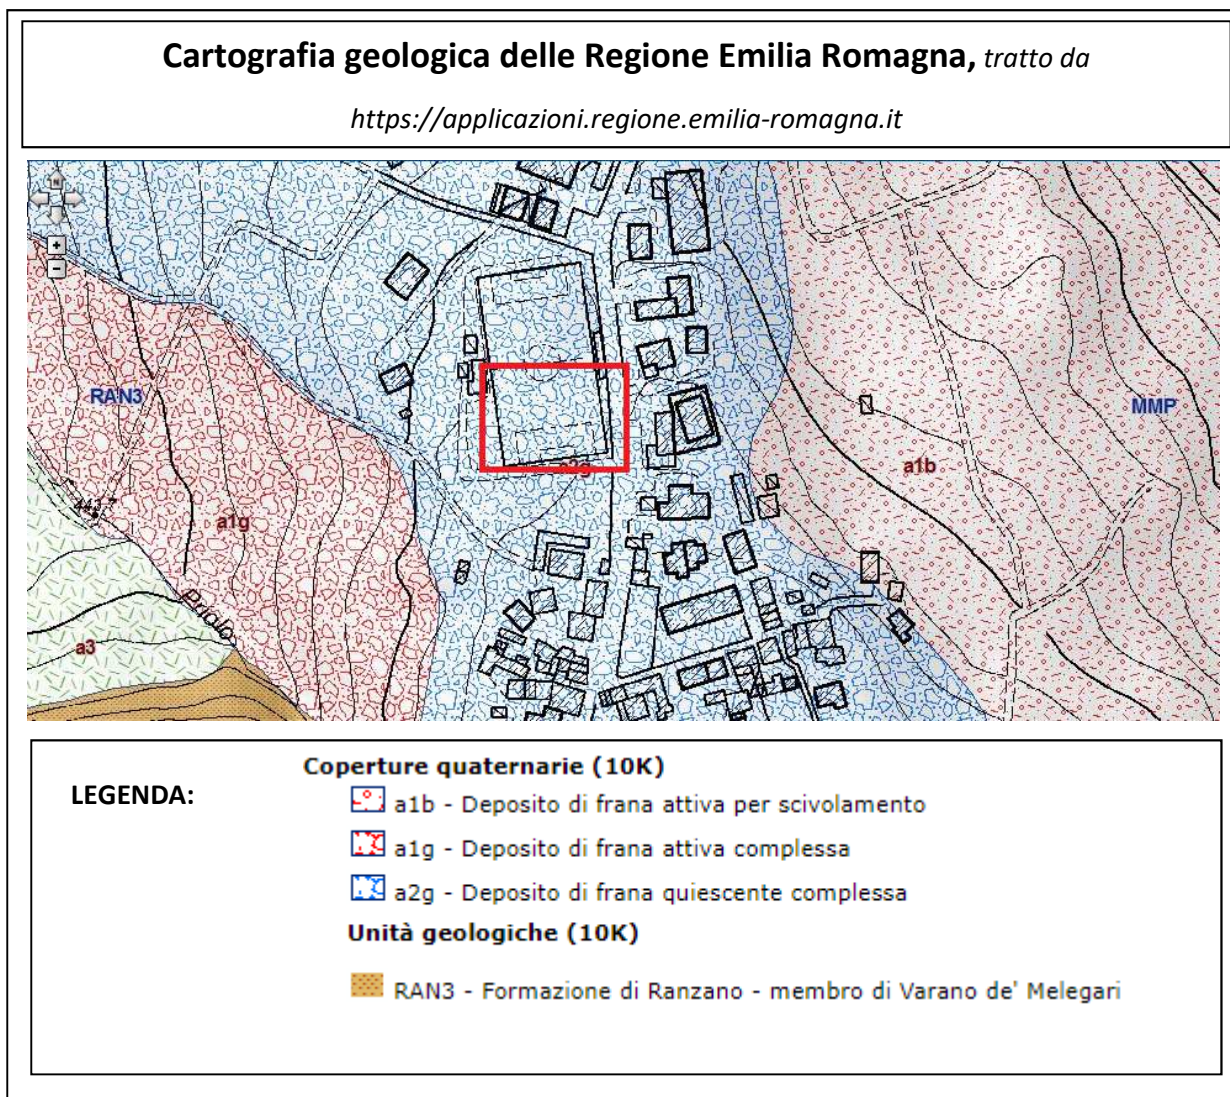 Cartografia geologica delle Regione Emilia Romagna, tratto da
https://applicazioni.regione.emilia-romagna.it
N
+
-
RAN3
MMP
a1b
a2g
a1g
Prialo
a3
LEGENDA:
Coperture quaternarie (10K)
a1b - Deposito di frana attiva per scivolamento
a1g - Deposito di frana attiva complessa
a2g - Deposito di frana quiescente complessa
Unità geologiche (10K)
RAN3 - Formazione di Ranzano - membro di Varano de' Melegari